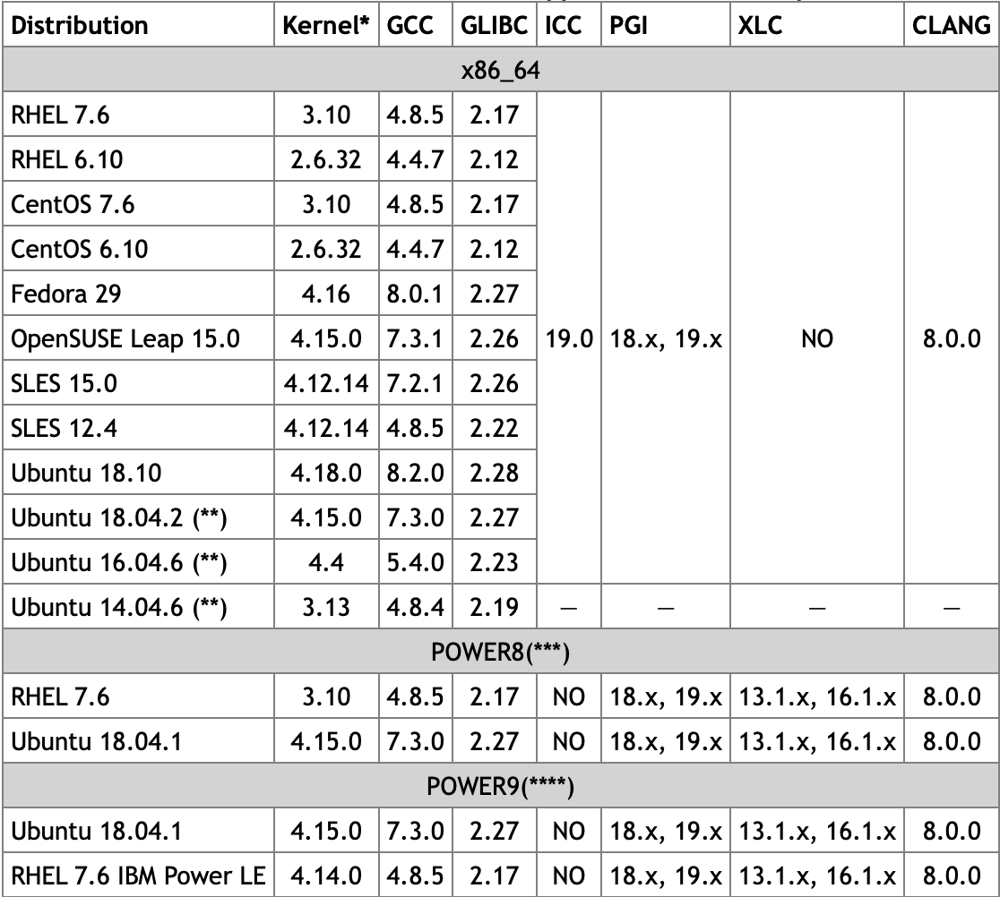 Distribution Kernel* GCC GLIBC ICC PGI XLC CLANG
x86_64
RHEL 7.6 3.10 4.8.5 2.17
RHEL 6.10 2.6.32 4.4.7 2.12
CentOS 7.6 3.10 4.8.5 2.17
CentOS 6.10 2.6.32 4.4.7 2.12
Fedora 29 4.16 8.0.1 2.27
OpenSUSE Leap 15.0 4.15.0 7.3.1 2.26 19.0 18.x, 19.x NO 8.0.0
SLES 15.0 4.12.14 7.2.1 2.26
SLES 12.4 4.12.14 4.8.5 2.22
Ubuntu 18.10 4.18.0 8.2.0 2.28
Ubuntu 18.04.2 (**) 4.15.0 7.3.0 2.27
Ubuntu 16.04.6 (**) 4.4 5.4.0 2.23
Ubuntu 14.04.6 (**) 3.13 4.8.4 2.19 — — — —
POWER8(***)
RHEL 7.6 3.10 4.8.5 2.17 NO 18.x, 19.x 13.1.x, 16.1.x 8.0.0
Ubuntu 18.04.1 4.15.0 7.3.0 2.27 NO 18.x, 19.x 13.1.x, 16.1.x 8.0.0
POWER9(****)
Ubuntu 18.04.1 4.15.0 7.3.0 2.27 NO 18.x, 19.x 13.1.x, 16.1.x 8.0.0
RHEL 7.6 IBM Power LE 4.14.0 4.8.5 2.17 NO 18.x, 19.x 13.1.x, 16.1.x 8.0.0